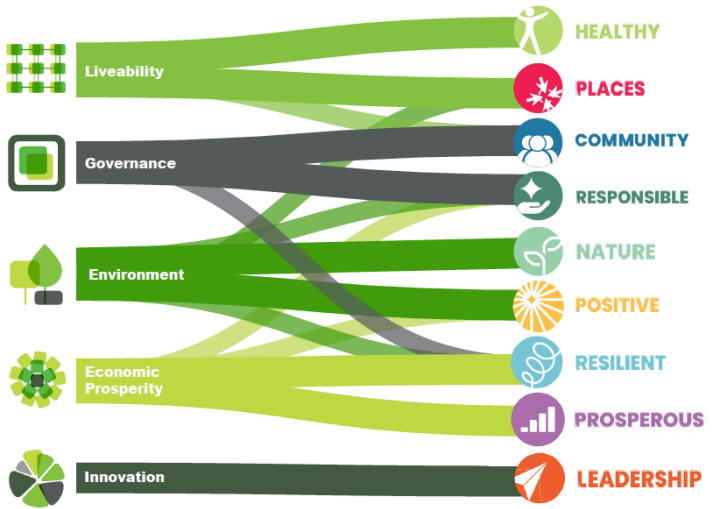 Liveability
Governance
Environment
Economic
Prosperity
Innovation
HEALTHY
PLACES
COMMUNITY
RESPONSIBLE
NATURE
POSITIVE
RESILIENT
PROSPEROUS
LEADERSHIP